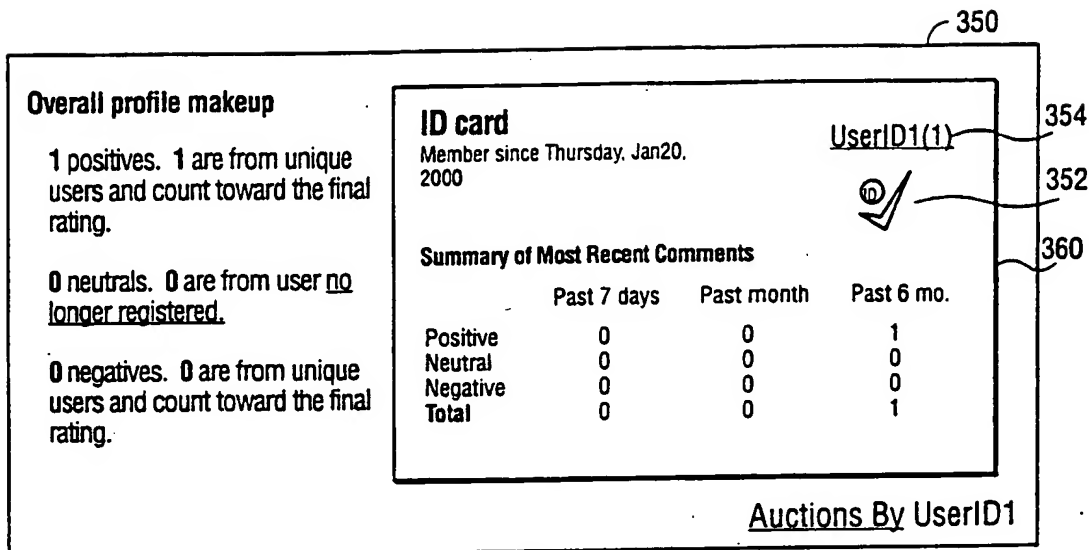 350
Overall profile makeup
1 positives. 1 are from unique
users and count toward the final
rating.
0 neutrals. 0 are from user no
longer registered.
0 negatives. 0 are from unique
users and count toward the final
rating.
ID card
Member since Thursday, Jan20,
2000
UserID1(1)
354
ID
352
360
Summary of Most Recent Comments
Past 7 days Past month Past 6 mo.
Positive 0 0 1
Neutral 0 0 0
Negative 0 0 0
Total 0 0 1
Auctions By UserID1